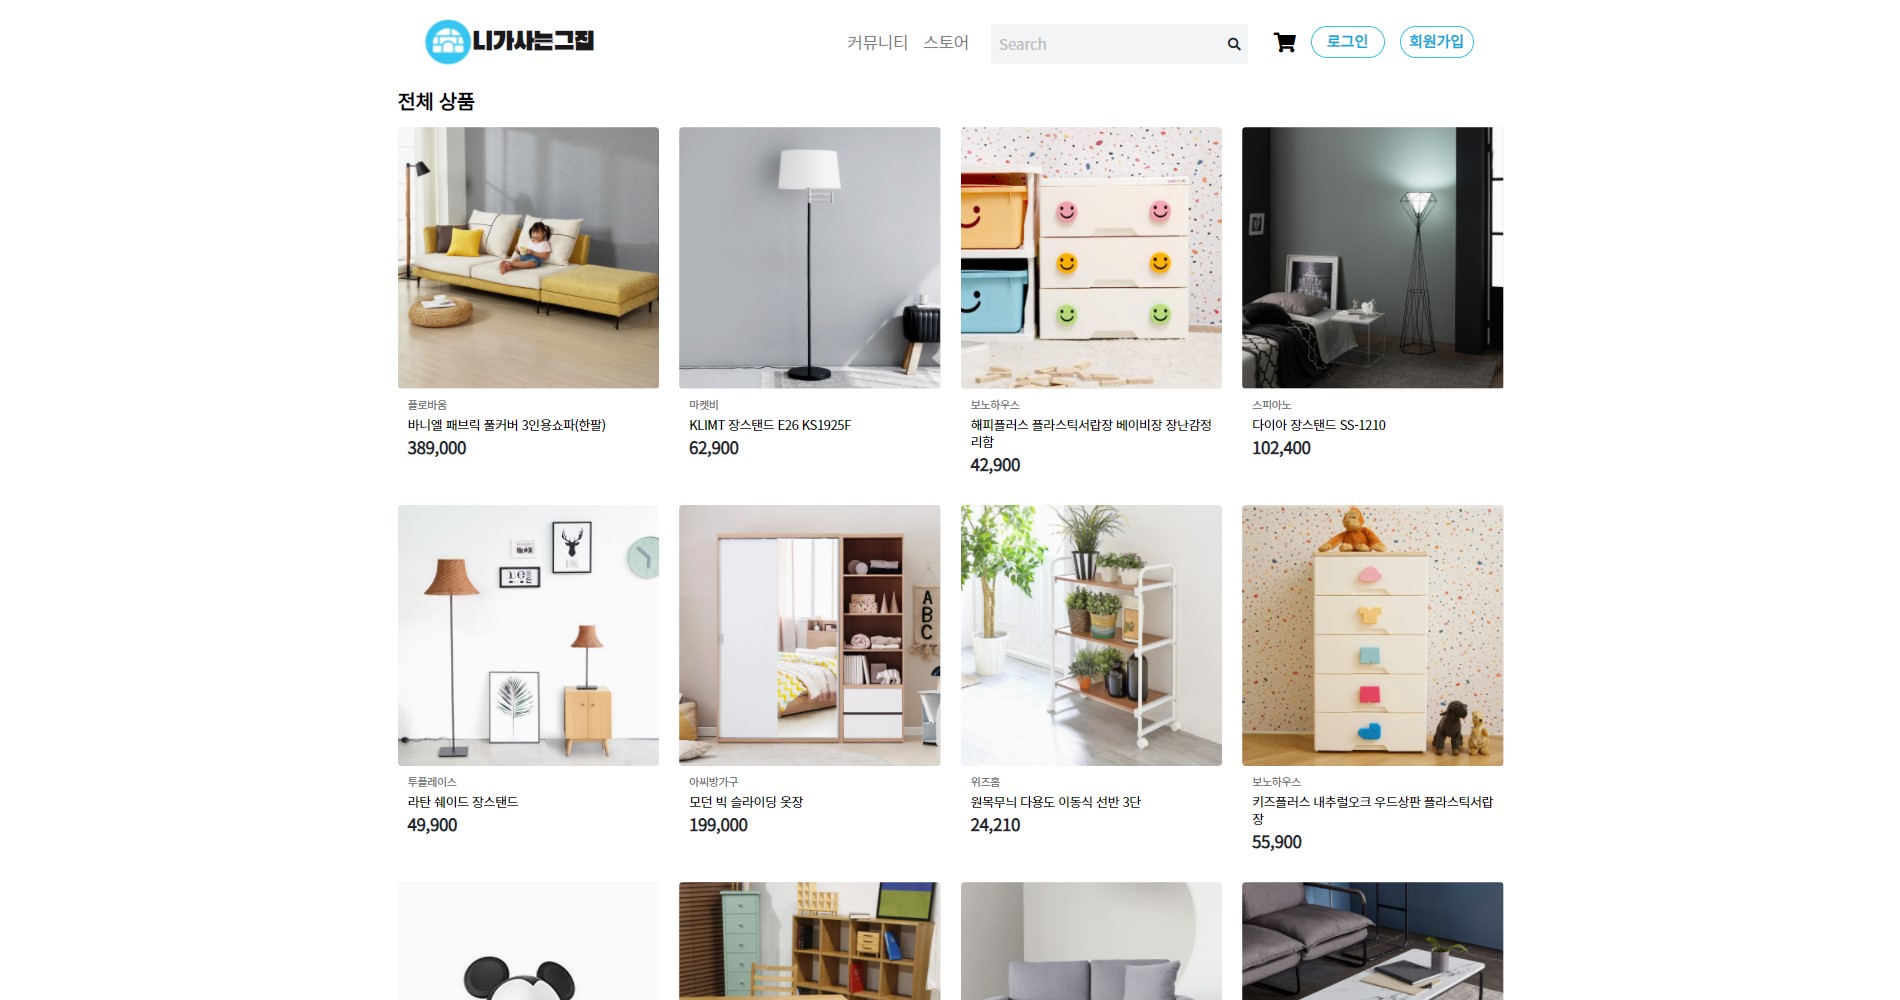 니가사는그집
커뮤니티 스토어 Search 로그인 회원가입
전체 상품
플로바움
바니엘 패브릭 풀커버 3인용쇼파(한팔)
389,000
마켓비
KLIMT 장스탠드 E26 KS1925F
62,900
보노하우스
해피플러스 플라스틱서랍장 베이비장 장난감정
리함
42,900
스피아노
다이아 장스탠드 SS-1210
102,400
KING
A
B
C
투플레이스
라탄 쉐이드 장스탠드
49,900
아씨방가구
모던 빅 슬라이딩 옷장
199,000
위즈홈
원목무늬 다용도 이동식 선반 3단
24,210
보노하우스
키즈플러스 내추럴오크 우드상판 플라스틱서랍
장
55,900